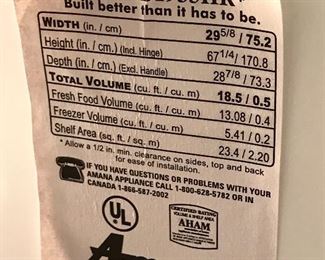 Built better than it has to be.
WIDTH (in. / cm) 29 5/8 / 75.2
Height (in. / cm.) (Incl. Hinge) 67 1/4 / 170.8
Depth (in. / cm.) (Excl. Handle) 28 7/8 / 73.3
TOTAL VOLUME (cu. ft. / cu. m) 18.5 / 0.5
Fresh Food Volume (cu. ft. / cu. m) 13.08 / 0.4
Freezer Volume (cu. ft. / cu. m) 5.41 / 0.2
Shelf Area (sq. ft. / sq. m) 23.4 / 2.20
* Allow a 1/2 in. min. clearance on sides, top and back
for ease of installation.
IF YOU HAVE QUESTIONS OR PROBLEMS WITH YOUR
AMANA APPLIANCE CALL 1-800-628-5782 OR IN
CANADA 1-866-587-2002
UL
CERTIFIED RATING
VOLUME & SHELF AREA
AHAM